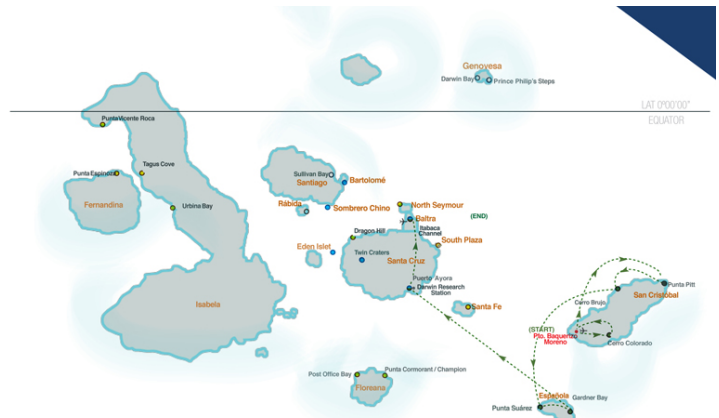 Genovesa
Darwin Bay
Prince Philip's Steps
LAT 0º00'00"
EQUATOR
Punta Vicente Roca
Punta Espinoza
Tagus Cove
Fernandina
Urbina Bay
Isabela
Sullivan Bay
Santiago
Bartolomé
Rábida
Sombrero Chino
North Seymour
Baltra
(END)
Itabaca
Channel
Dragon Hill
South Plaza
Eden Islet
Twin Craters
Santa Cruz
Puerto Ayora
Darwin Research
Station
Santa Fe
Punta Pitt
Cerro Brujo
San Cristobal
(START)
Pto. Baquerizo
Moreno
Cerro Colorado
Post Office Bay
Punta Cormorant / Champion
Floreana
Española
Gardner Bay
Punta Suárez